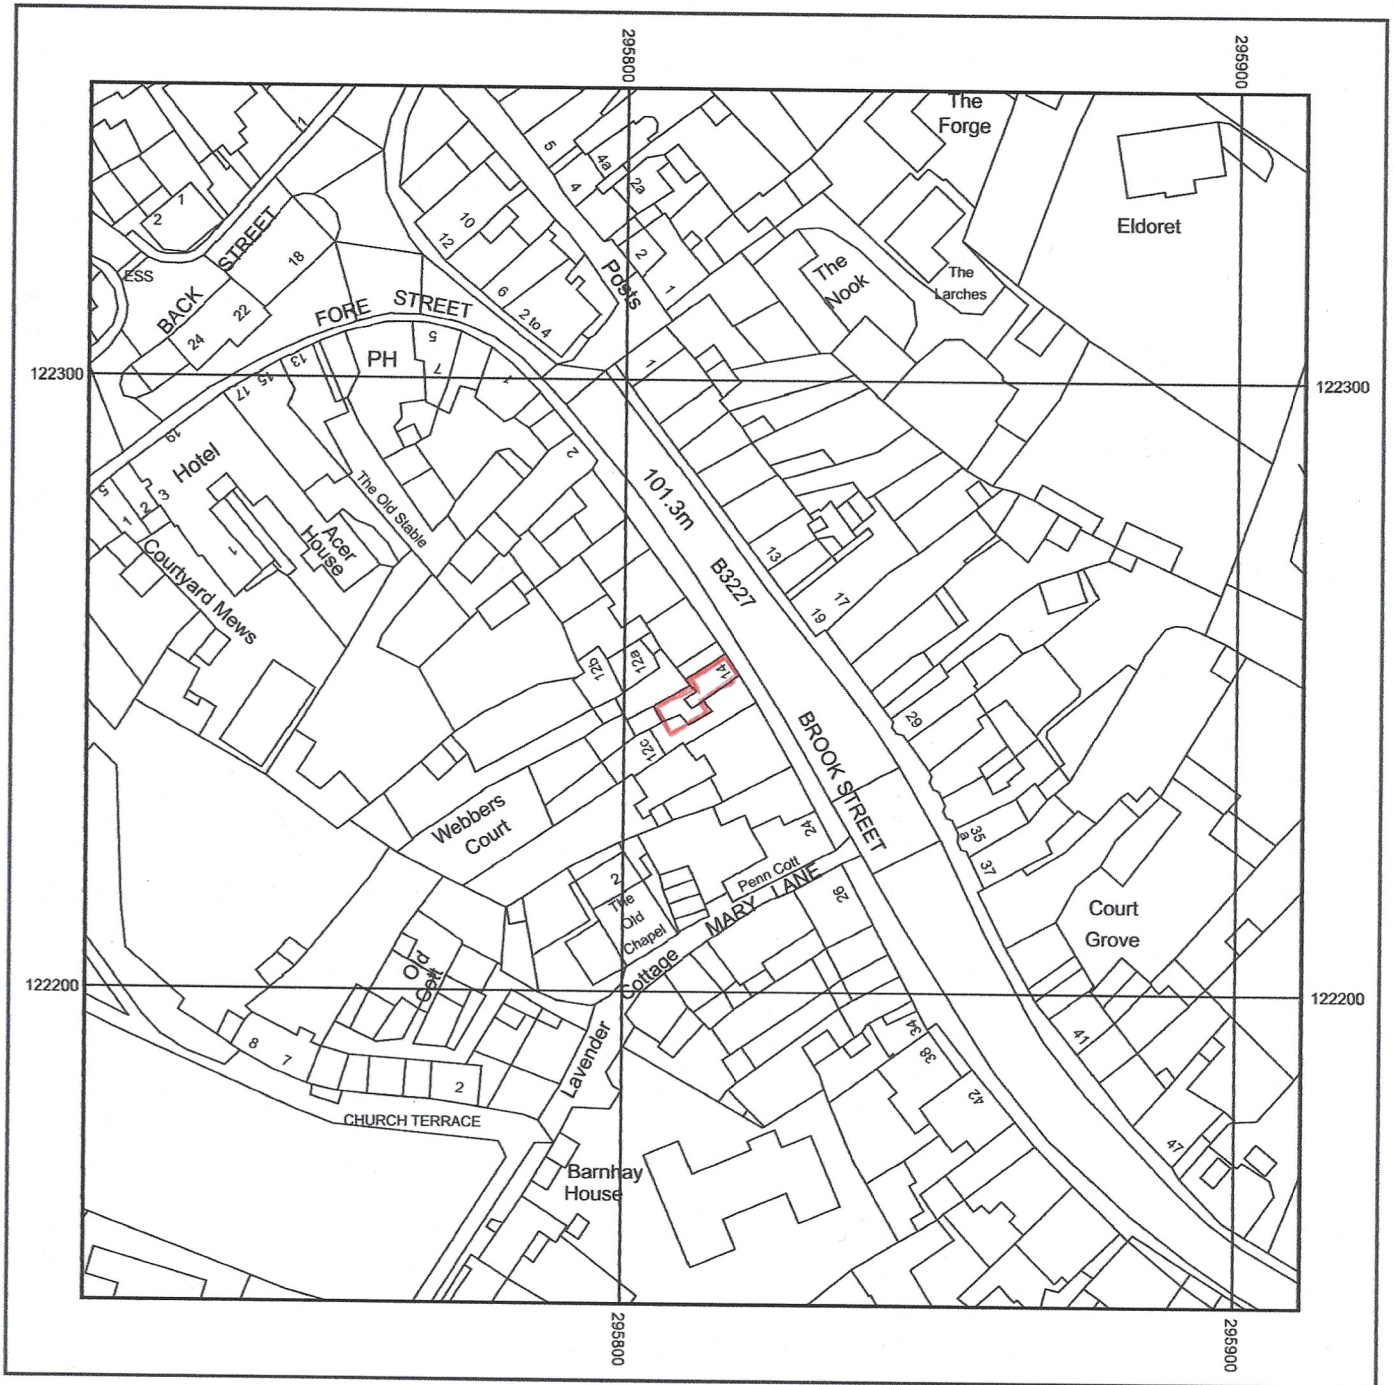 295800
295900
The
Forge
Eldoret
The
Larches
The
Nook
Posts
5
4a
4
2a
2
1
10
12
6
2 to 4
11
1
2
ESS
BACK
STREET
18
22
24
FORE
STREET
122300
122300
PH
5
7
1
13
15
17
19
1
2
Hotel
The Old Stable
Acer
House
5
1
2
3
1
Courtyard Mews
101.3m
B3227
13
17
19
12b
12a
14
12c
29
BROOK STREET
Webbers
Court
24
35
a
37
Penn Cott
MARY LANE
26
2
The
Old
Chapel
Cottage
Court
Grove
Old
Cott
122200
122200
Lavender
34
38
42
41
47
8
7
2
CHURCH TERRACE
Barnhay
House
295800
295900